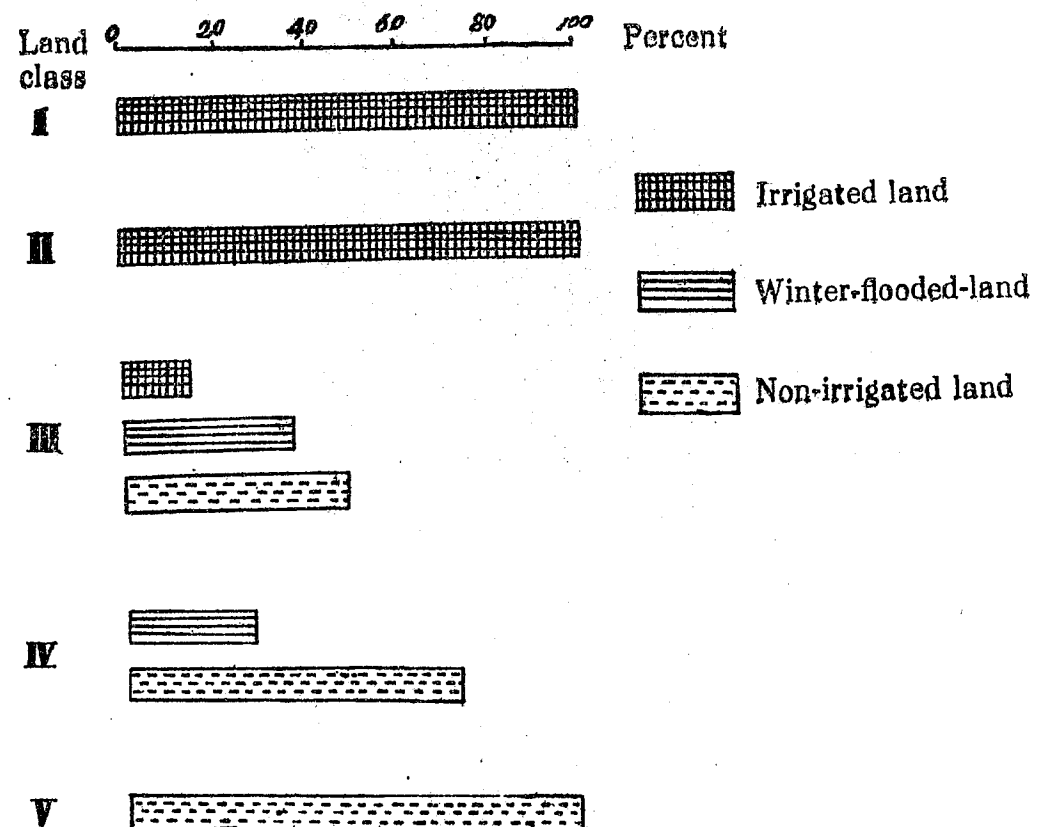 Land class
0 20 40 60 80 100
Percent
I
II
III
IV
V
Irrigated land
Winter-flooded-land
Non-irrigated land